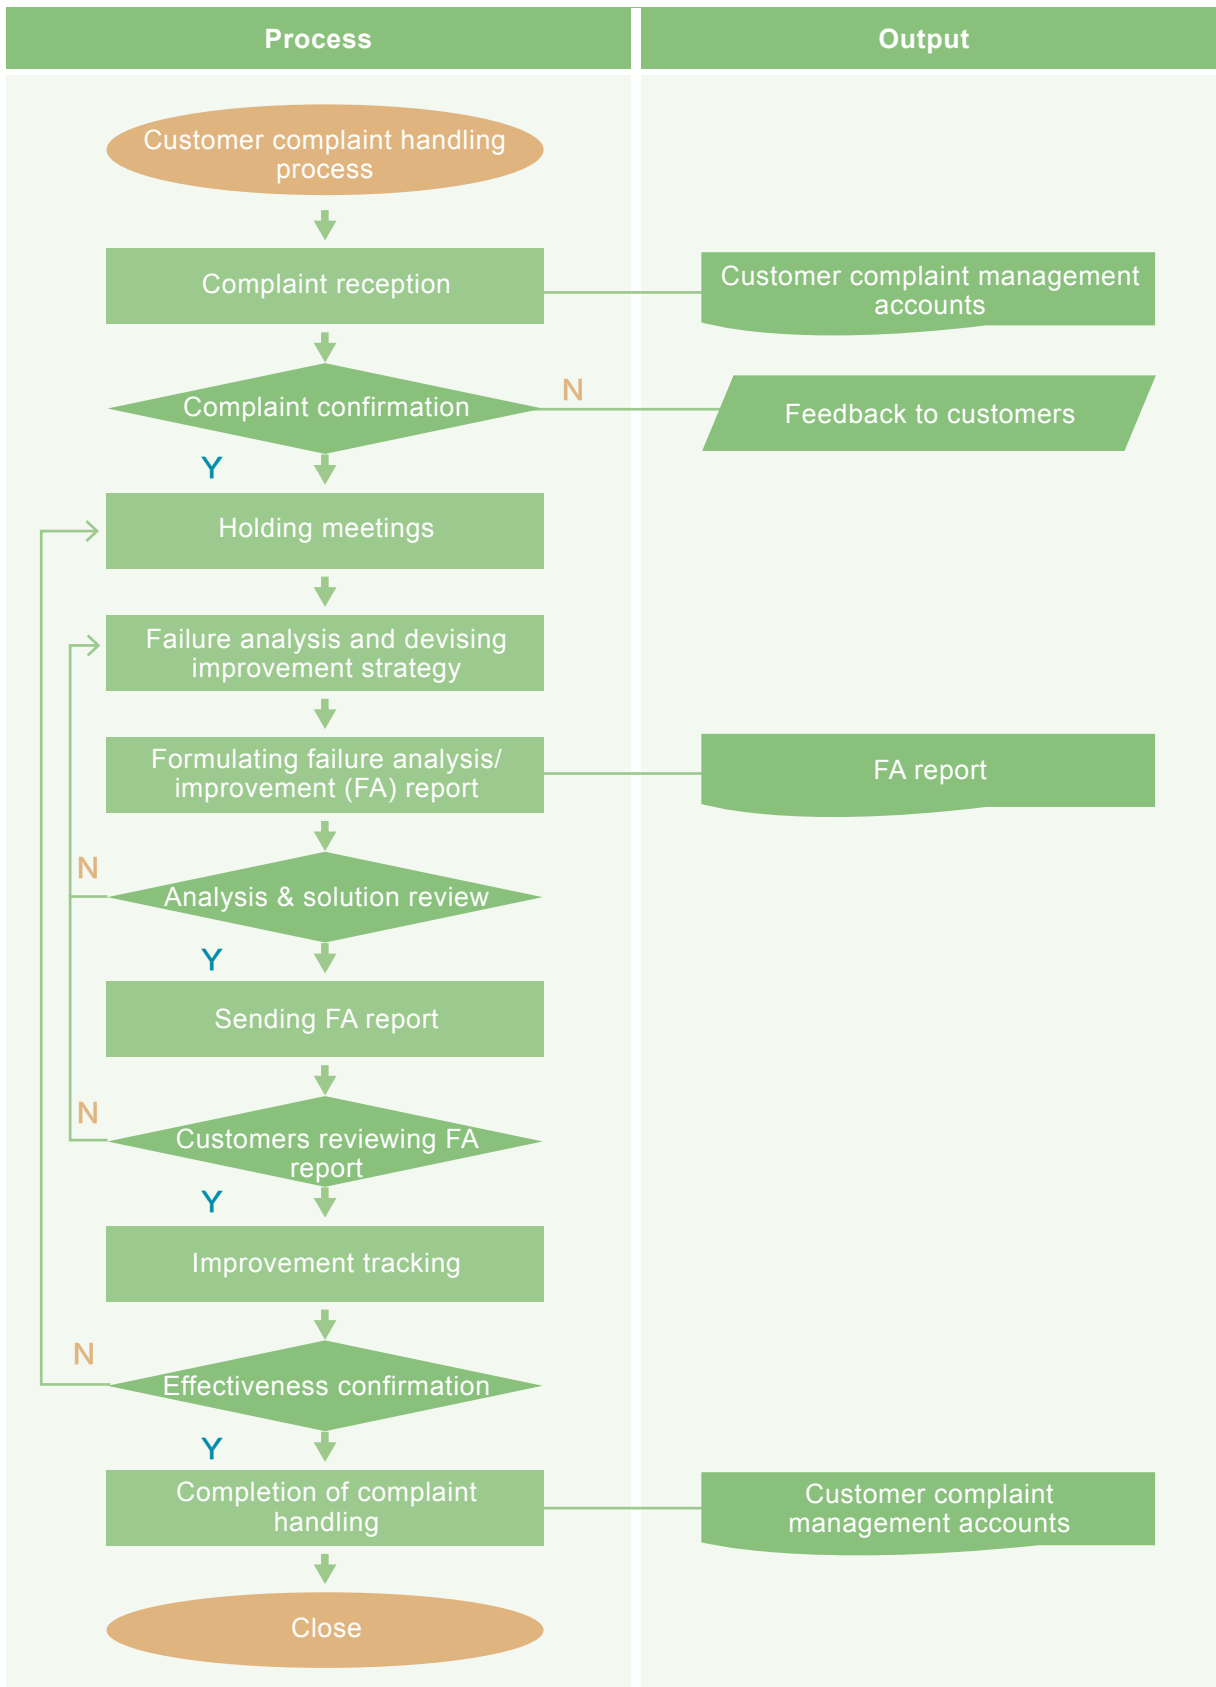 Process
Output
Customer complaint handling
process
Complaint reception
Customer complaint management
accounts
Complaint confirmation
N
Feedback to customers
Y
Holding meetings
Failure analysis and devising
improvement strategy
Formulating failure analysis/
improvement (FA) report
FA report
N
Analysis & solution review
Y
Sending FA report
N
Customers reviewing FA
report
Y
Improvement tracking
N
Effectiveness confirmation
Y
Completion of complaint
handling
Customer complaint
management accounts
Close